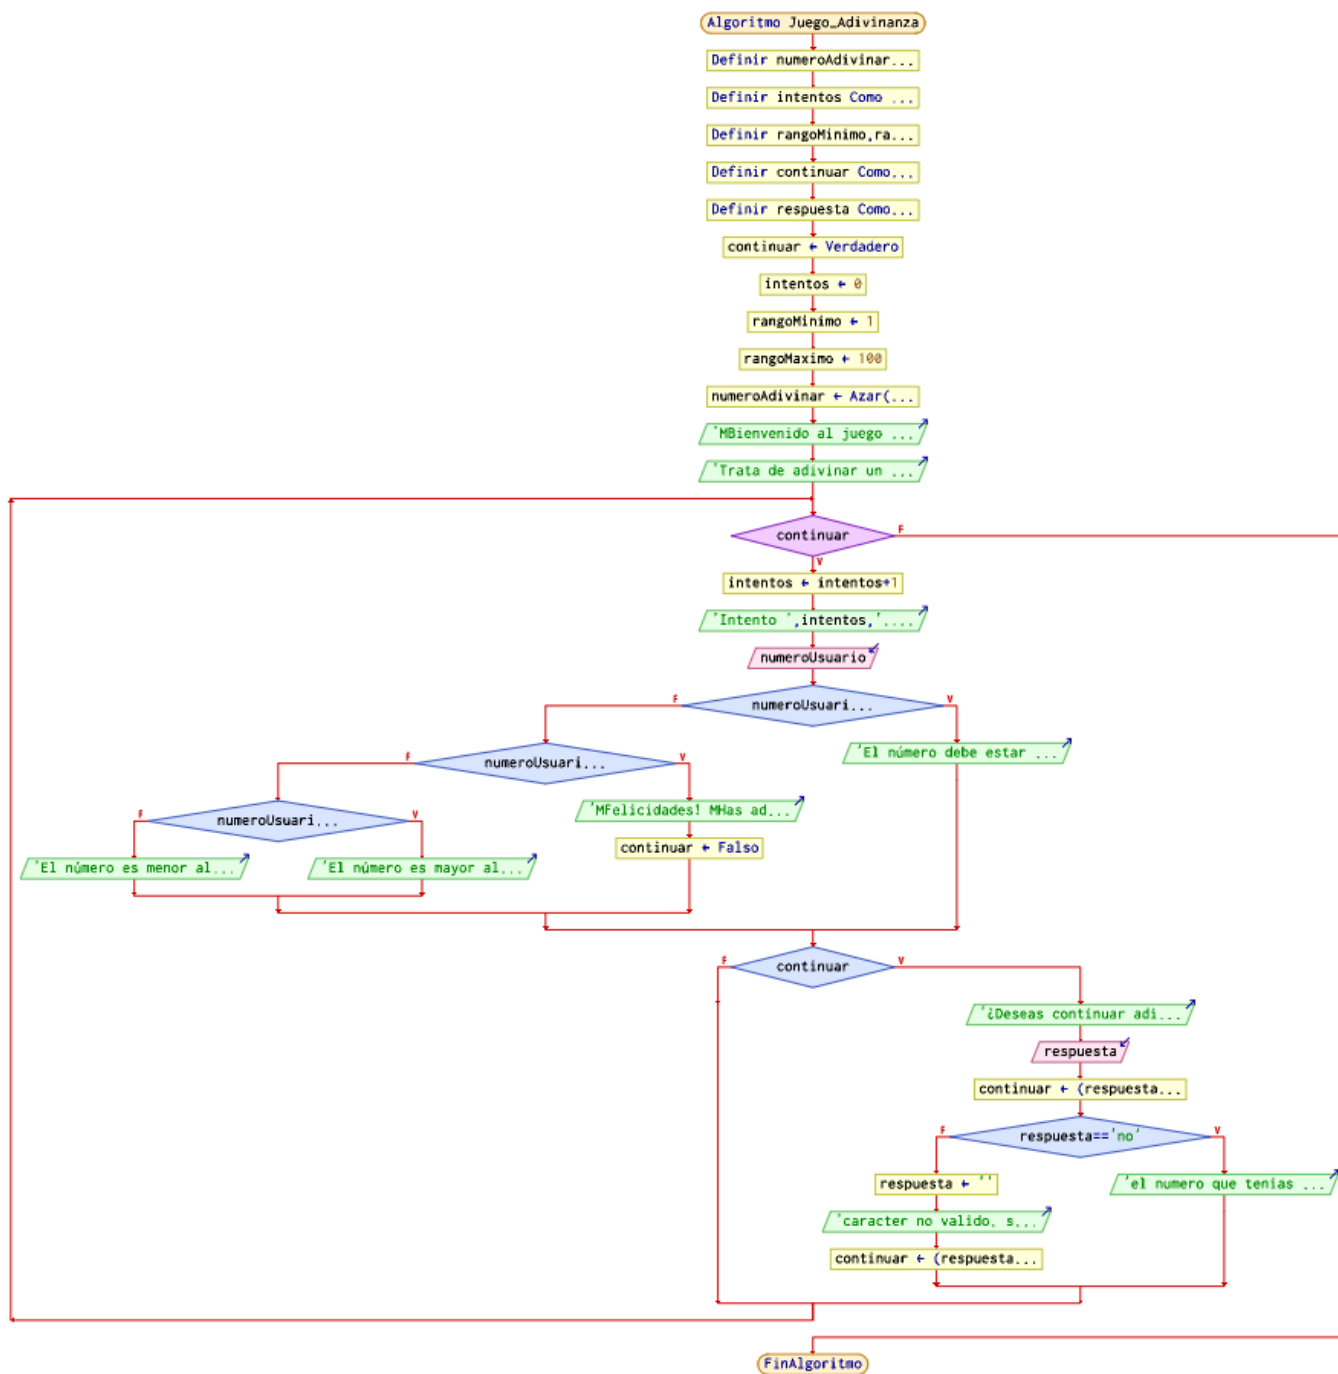 Algoritmo Juego_Adivinanza
Definir numeroAdivinar...
Definir intentos Como ...
Definir rangoMinimo,ra...
Definir continuar Como...
Definir respuesta Como...
continuar ← Verdadero
intentos ← 0
rangoMinimo ← 1
rangoMaximo ← 100
numeroAdivinar ← Azar(...
'MBienvenido al juego ...
'Trata de adivinar un ...
continuar
F
V
intentos ← intentos+1
'Intento ',intentos,'....
numeroUsuario
F
numeroUsuari...
V
'El número debe estar ...
F
numeroUsuari...
V
'MFelicidades! MHas ad...
continuar ← Falso
F
numeroUsuari...
V
'El número es menor al...
'El número es mayor al...
F
continuar
V
'¿Deseas continuar adi...
respuesta
continuar ← (respuesta...
F
respuesta=='no'
V
respuesta ← ''
'el numero que tenias ...
'caracter no valido, s...
continuar ← (respuesta...
FinAlgoritmo